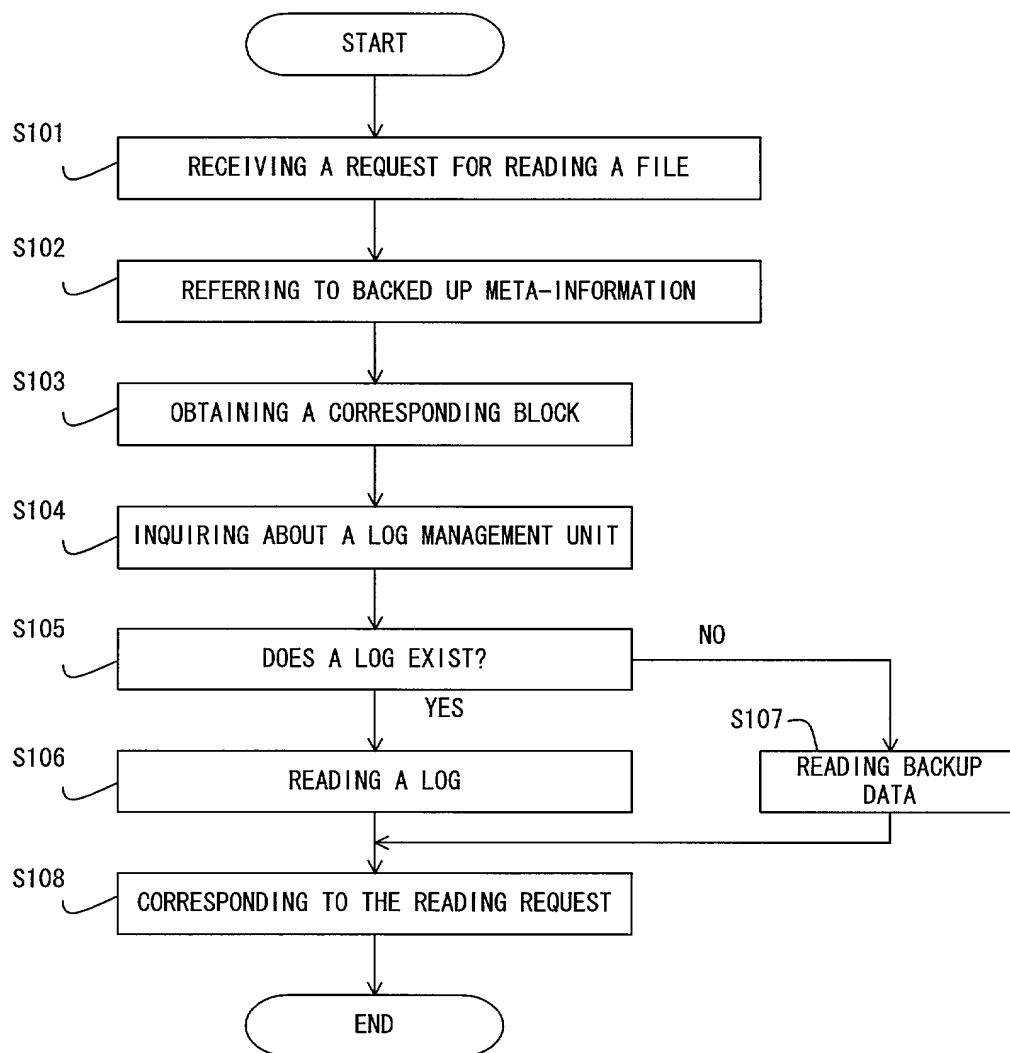 START
S101
RECEIVING A REQUEST FOR READING A FILE
S102
REFERRING TO BACKED UP META-INFORMATION
S103
OBTAINING A CORRESPONDING BLOCK
S104
INQUIRING ABOUT A LOG MANAGEMENT UNIT
S105
DOES A LOG EXIST?
NO
YES
S107
S106
READING A LOG
READING BACKUP
DATA
S108
CORRESPONDING TO THE READING REQUEST
END